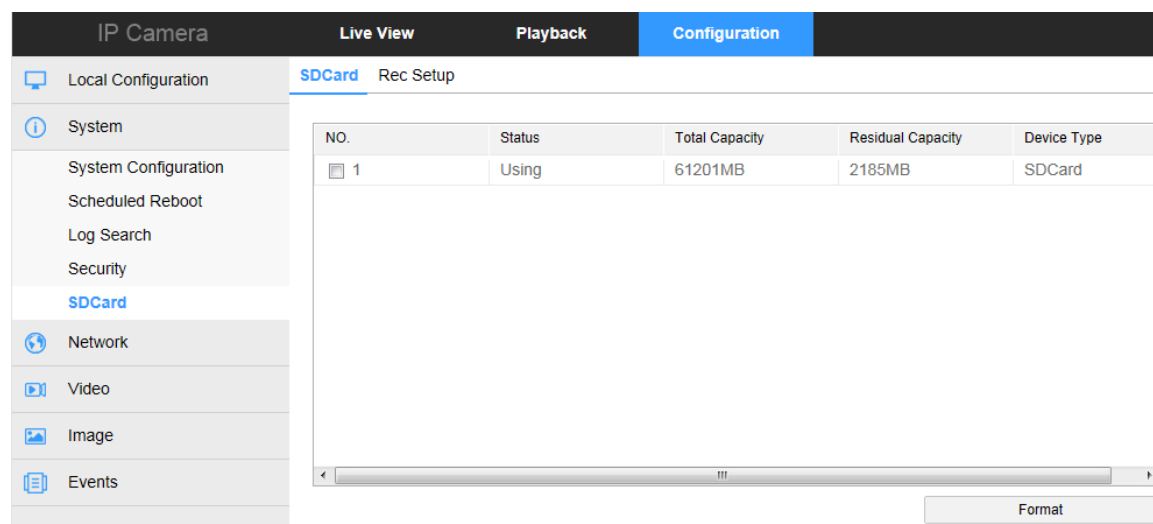 IP Camera Live View Playback Configuration
Local Configuration
SDCard Rec Setup
System
NO. Status Total Capacity Residual Capacity Device Type
1 Using 61201MB 2185MB SDCard
System Configuration
Scheduled Reboot
Log Search
Security
SDCard
Network
Video
Image
Events
Format